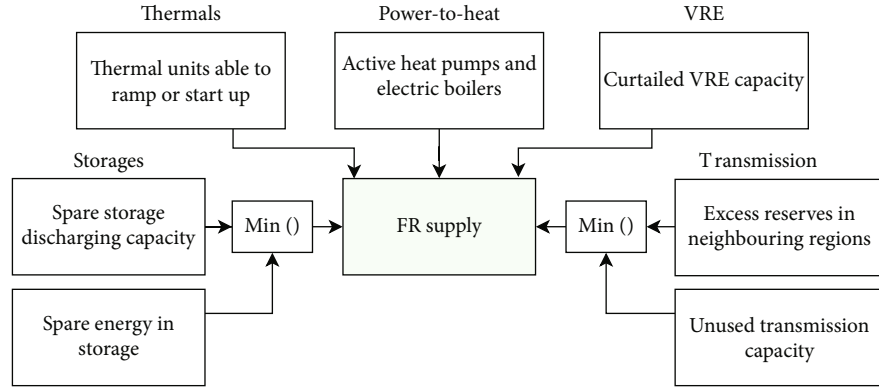 Thermals
Power-to-heat
VRE
Thermal units able to
ramp or start up
Active heat pumps and
electric boilers
Curtailed VRE capacity
Storages
Transmission
Spare storage
discharging capacity
Min ()
FR supply
Min ()
Excess reserves in
neighbouring regions
Spare energy in
storage
Unused transmission
capacity